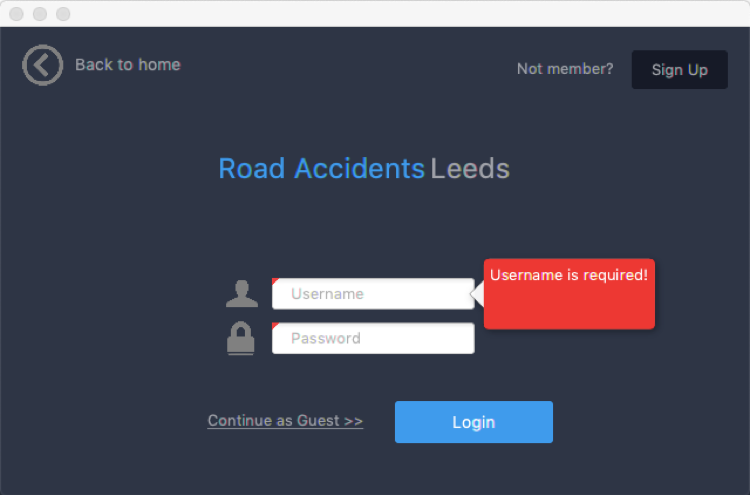 Back to home
Not member?
Sign Up
Road Accidents Leeds
Username is required!
Username
Password
Continue as Guest >>
Login